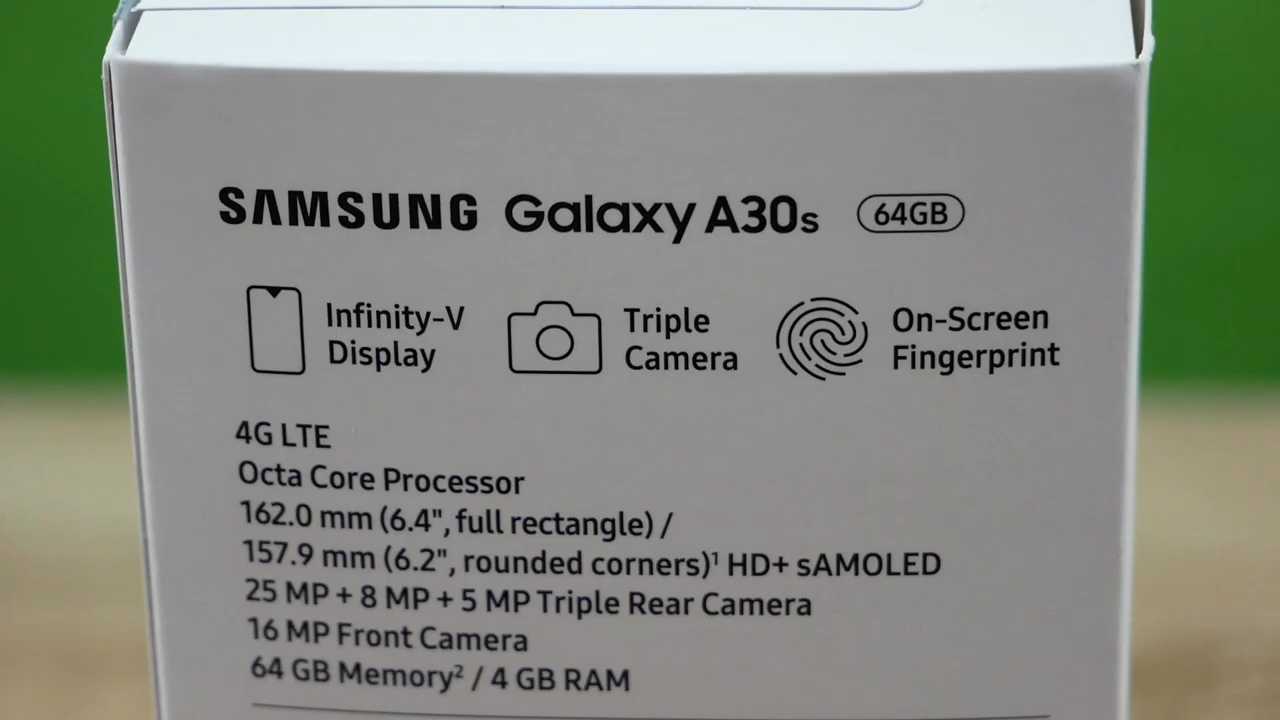 SAMSUNG Galaxy A30s 64GB
Infinity-V Display
Triple Camera
On-Screen Fingerprint
4G LTE
Octa Core Processor
162.0 mm (6.4", full rectangle) /
157.9 mm (6.2", rounded corners)¹ HD+ sAMOLED
25 MP + 8 MP + 5 MP Triple Rear Camera
16 MP Front Camera
64 GB Memory² / 4 GB RAM